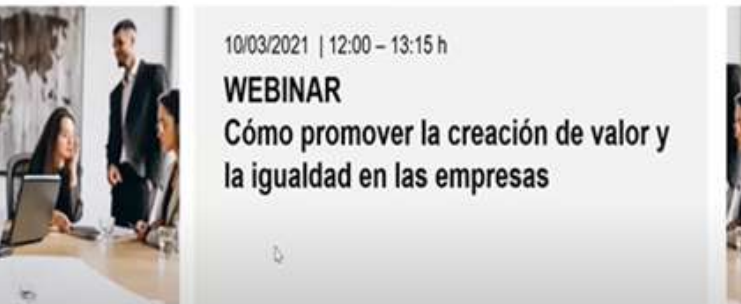 10/03/2021 | 12:00 – 13:15 h
WEBINAR
Cómo promover la creación de valor y
la igualdad en las empresas